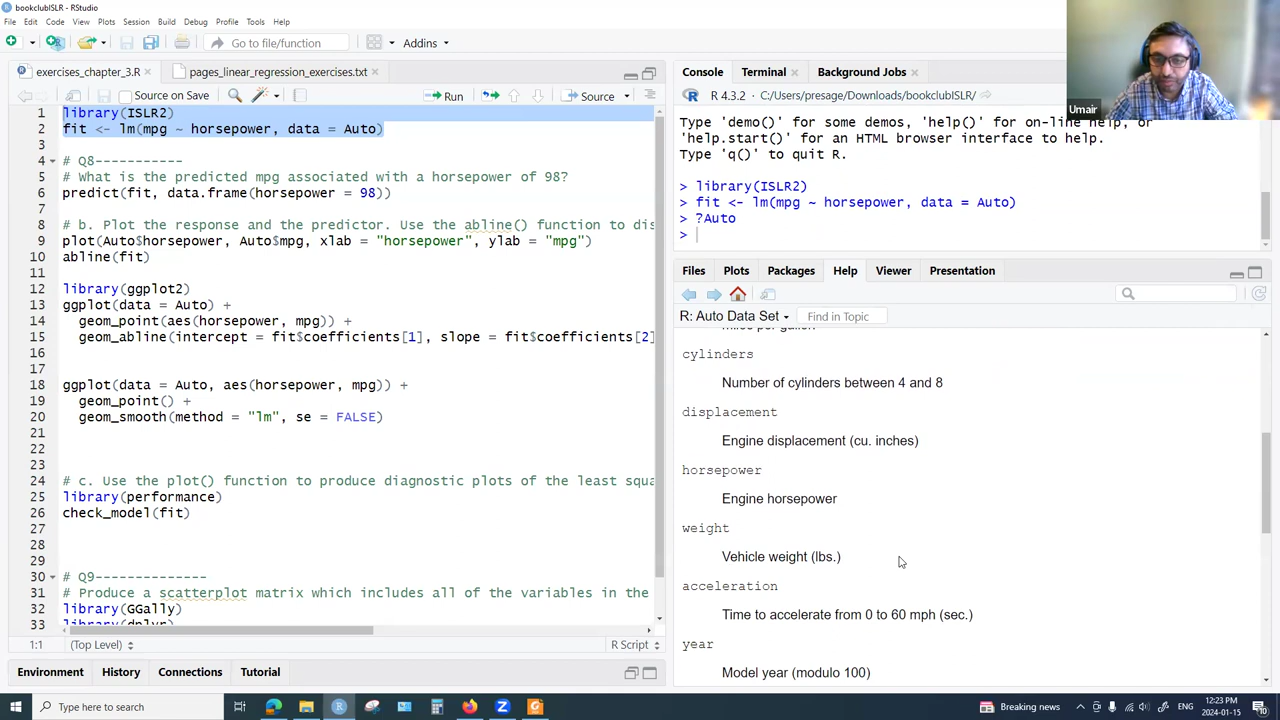 bookclubISLR - RStudio
File Edit Code View Plots Session Build Debug Profile Tools Help
Go to file/function
Addins
exercises_chapter_3.R
pages_linear_regression_exercises.txt
Source on Save
Run
Source
1 library(ISLR2)
2 fit <- lm(mpg ~ horsepower, data = Auto)
3
4 # Q8-----------
5 # What is the predicted mpg associated with a horsepower of 98?
6 predict(fit, data.frame(horsepower = 98))
7
8 # b. Plot the response and the predictor. Use the abline() function to dis
9 plot(Auto$horsepower, Auto$mpg, xlab = "horsepower", ylab = "mpg")
10 abline(fit)
11
12 library(ggplot2)
13 ggplot(data = Auto) +
14 geom_point(aes(horsepower, mpg)) +
15 geom_abline(intercept = fit$coefficients[1], slope = fit$coefficients[2]
16
17
18 ggplot(data = Auto, aes(horsepower, mpg)) +
19 geom_point() +
20 geom_smooth(method = "lm", se = FALSE)
21
22
23
24 # c. Use the plot() function to produce diagnostic plots of the least squa
25 library(performance)
26 check_model(fit)
27
28
29
30 # Q9--------------
31 # Produce a scatterplot matrix which includes all of the variables in the
32 library(GGally)
33 library(dplyr)
1:1 (Top Level) R Script
Environment History Connections Tutorial
Console Terminal Background Jobs
R 4.3.2 · C:/Users/presage/Downloads/bookclubISLR/
Type 'demo()' for some demos, 'help()' for on-line help, or
'help.start()' for an HTML browser interface to help.
Type 'q()' to quit R.
> library(ISLR2)
> fit <- lm(mpg ~ horsepower, data = Auto)
> ?Auto
>
Files Plots Packages Help Viewer Presentation
R: Auto Data Set Find in Topic
miles per gallon
cylinders
Number of cylinders between 4 and 8
displacement
Engine displacement (cu. inches)
horsepower
Engine horsepower
weight
Vehicle weight (lbs.)
acceleration
Time to accelerate from 0 to 60 mph (sec.)
year
Model year (modulo 100)
Umair
Type here to search
Breaking news
12:23 PM
2024-01-15
10